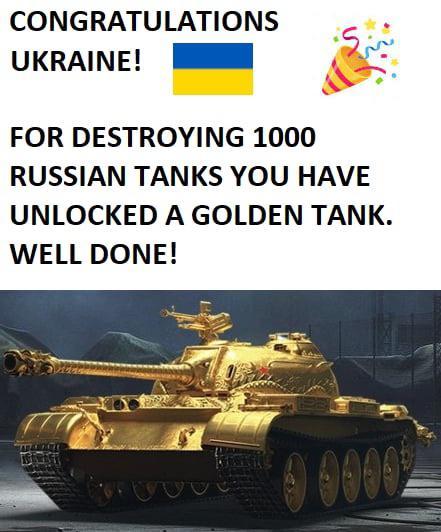 CONGRATULATIONS
UKRAINE!
FOR DESTROYING 1000
RUSSIAN TANKS YOU HAVE
UNLOCKED A GOLDEN TANK.
WELL DONE!